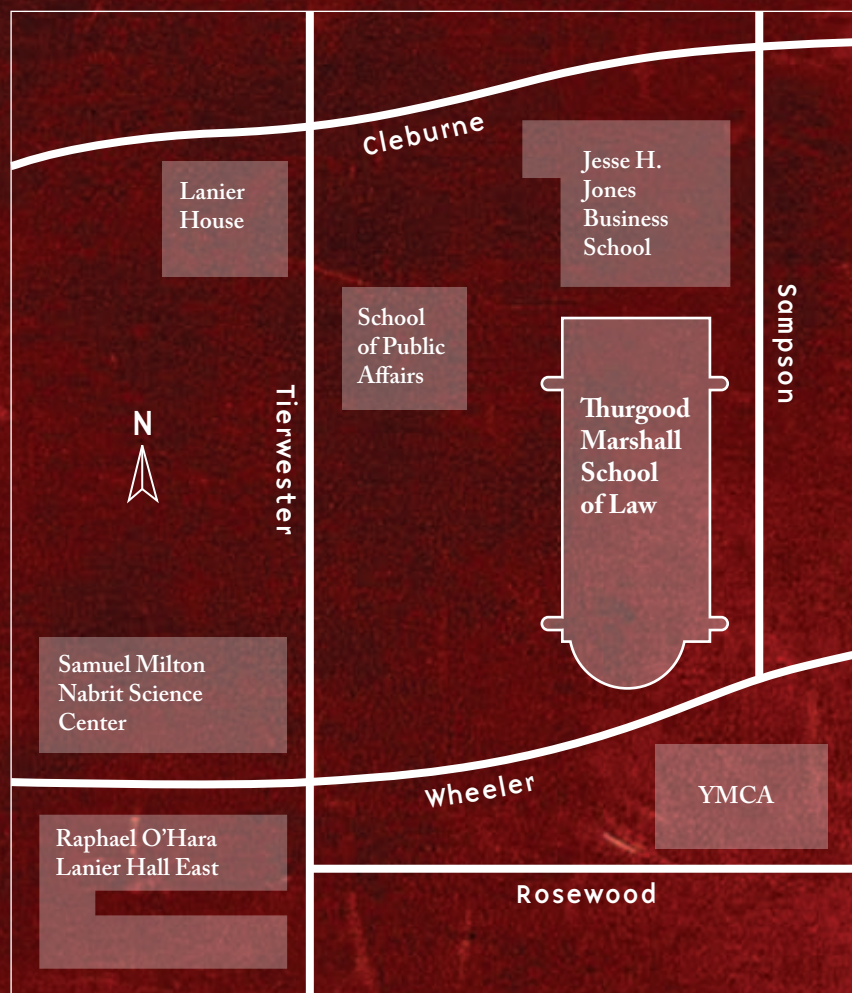 Cleburne
Lanier
House
Jesse H.
Jones
Business
School
School
of Public
Affairs
Sampson
Tierwester
N
Thurgood
Marshall
School
of Law
Samuel Milton
Nabrit Science
Center
Wheeler
YMCA
Raphael O’Hara
Lanier Hall East
Rosewood